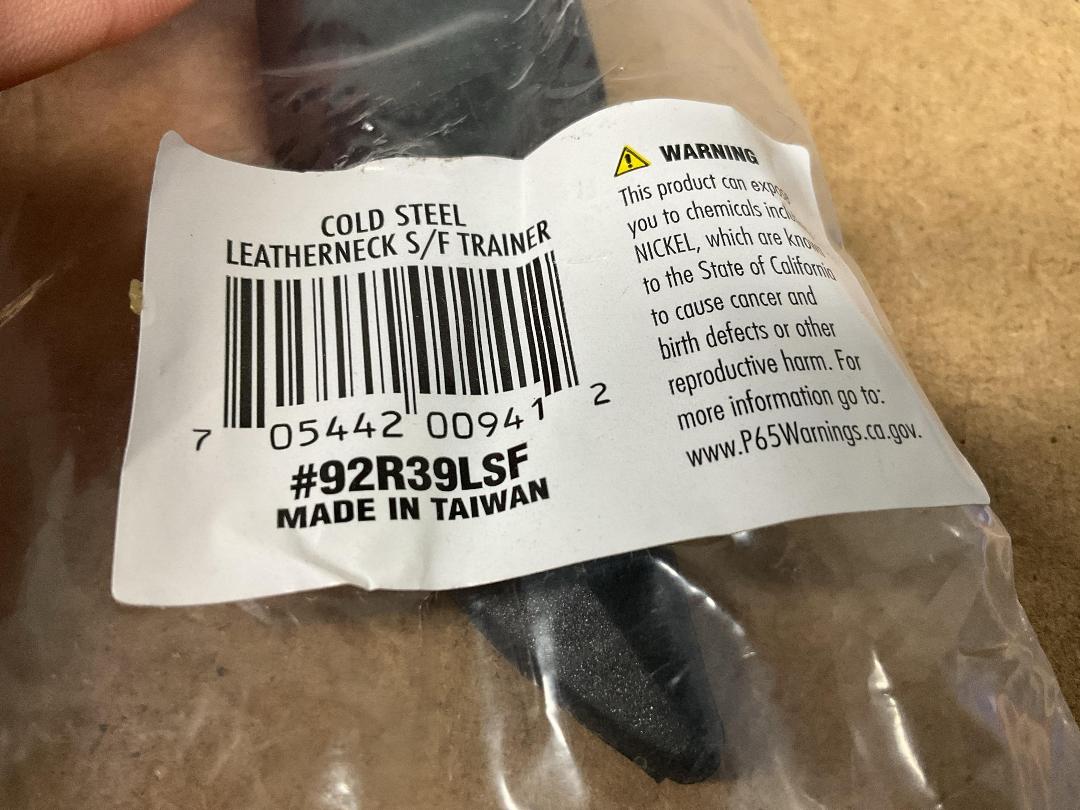 COLD STEEL
LEATHERNECK S/F TRAINER
7 05442 00941 2
#92R39LSF
MADE IN TAIWAN
WARNING
This product can
you to chemicals
NICKEL, which are
to the State of California
to cause cancer and
birth defects or other
reproductive harm. For
more information go to:
www.P65Warnings.ca.gov.